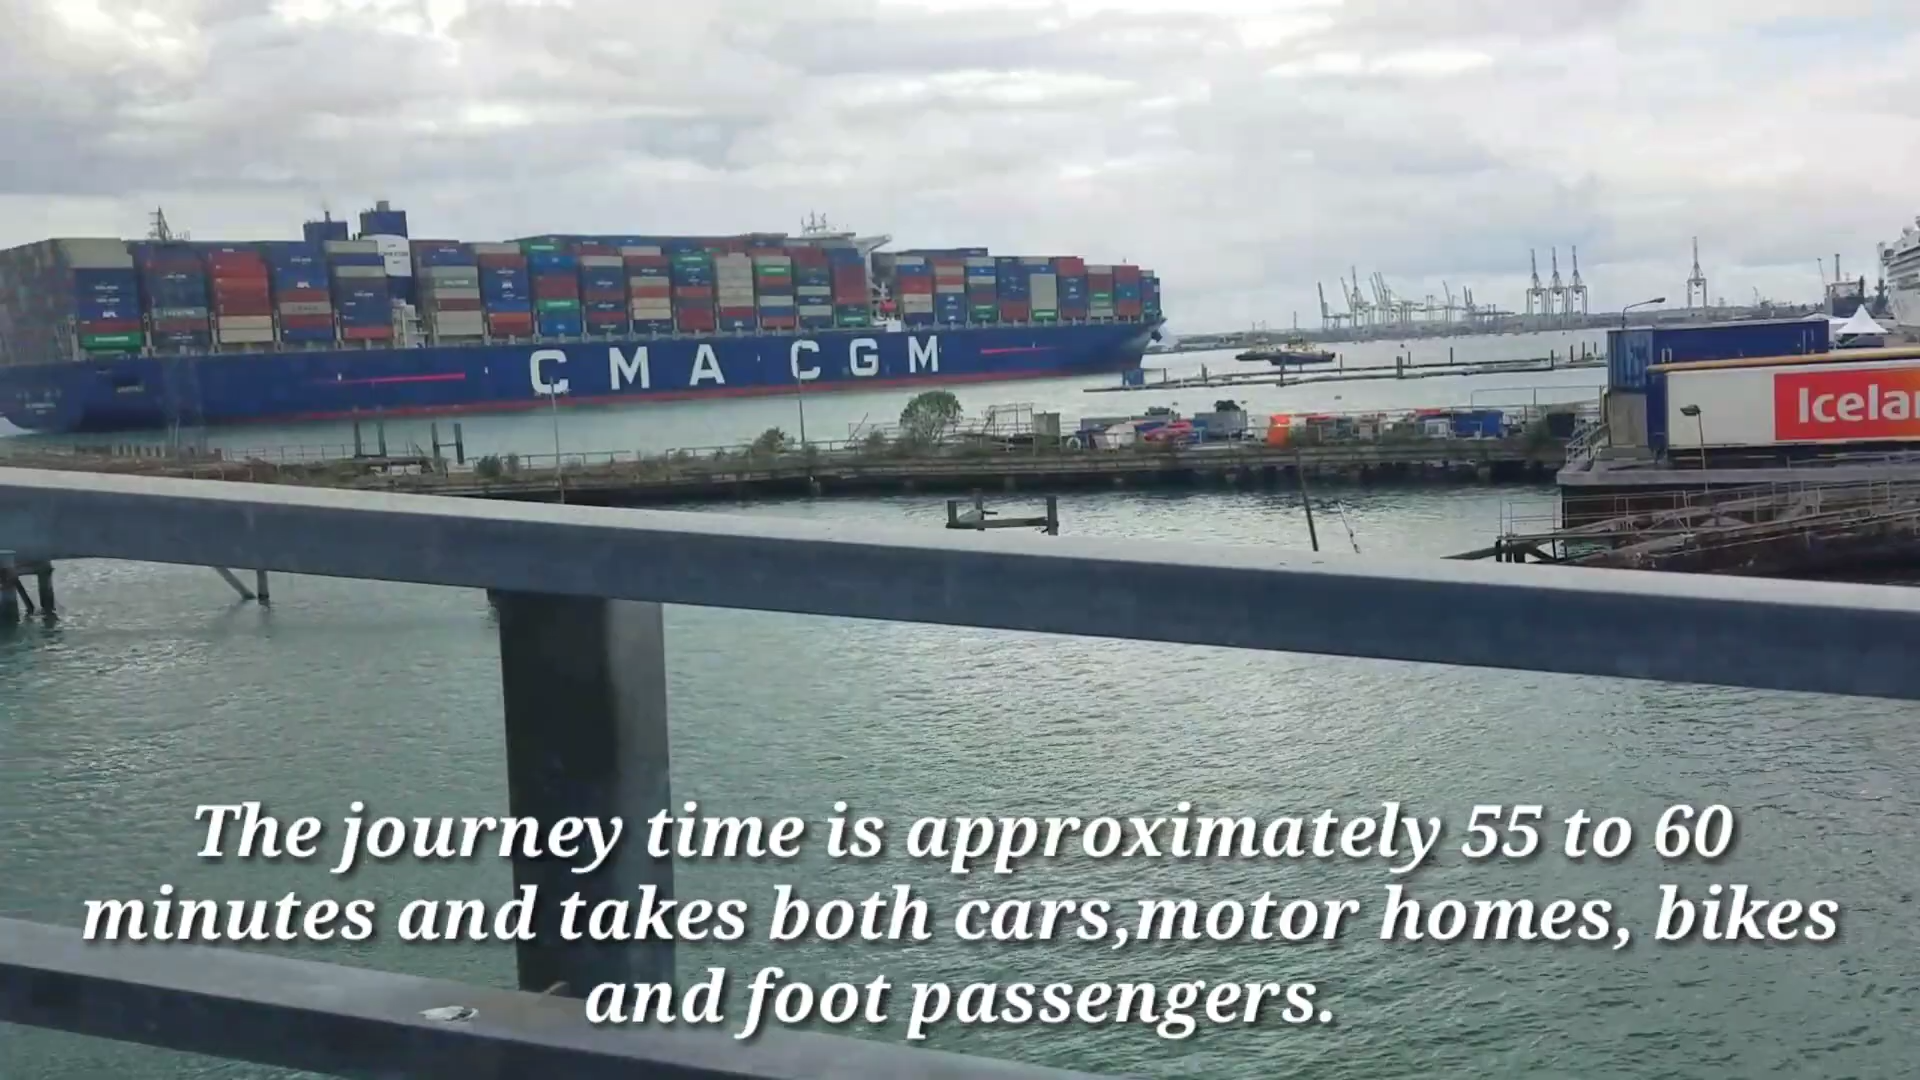 CMA CGM
Icela
The journey time is approximately 55 to 60
minutes and takes both cars,motor homes, bikes
and foot passengers.